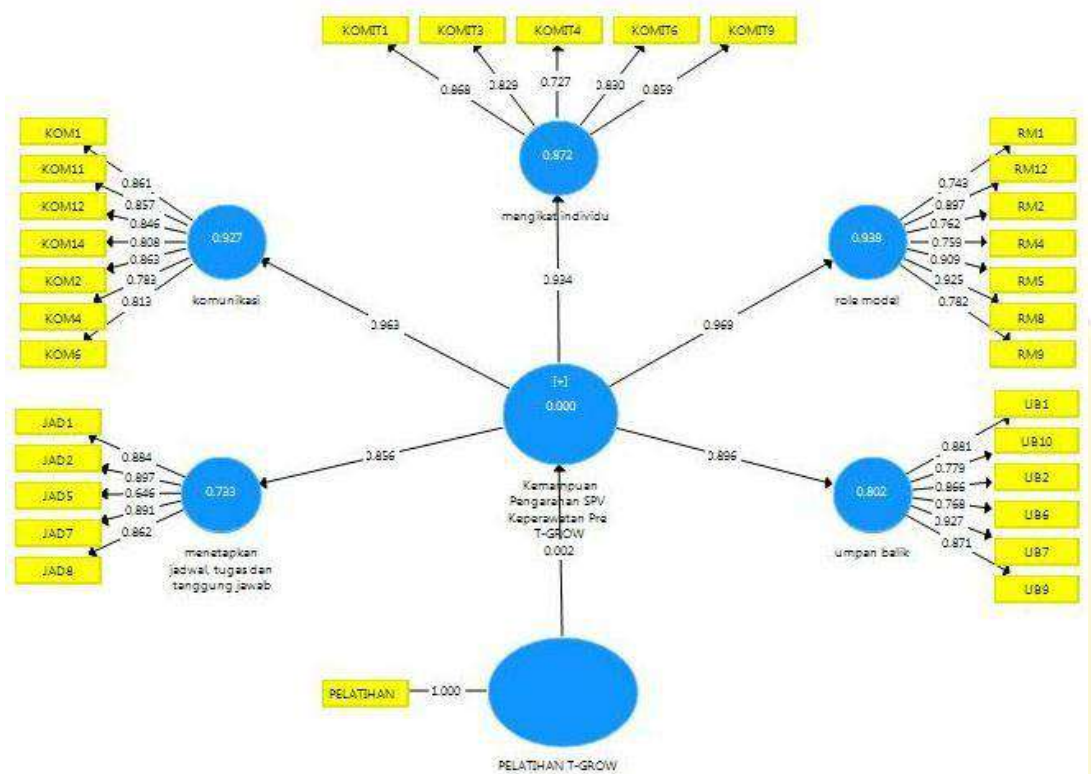 KOMIT1 KOMIT3 KOMIT4 KOMIT6 KOMIT9
0.868 0.829 0.727 0.830 0.859
0.872
mengikat individu
KOM1
KOM11
KOM12
KOM14
KOM2
KOM4
KOM6
0.861
0.857
0.846
0.808
0.863
0.783
0.813
0.927
komunikasi
RM1
RM12
RM2
RM4
RM5
RM8
RM9
0.743
0.897
0.762
0.759
0.909
0.925
0.782
0.939
role model
0.963
0.934
0.969
[+]
0.000
Kemampuan
Pengarahan SPV
Keperawatan Pre
T-GROW
0.002
0.856
0.896
JAD1
JAD2
JAD5
JAD7
JAD8
0.884
0.897
0.646
0.891
0.862
0.733
menetapkan
jadwal, tugas dan
tanggung jawab
UB1
UB10
UB2
UB6
UB7
UB9
0.881
0.779
0.866
0.768
0.927
0.871
0.802
umpan balik
PELATIHAN
1.000
PELATIHAN T-GROW